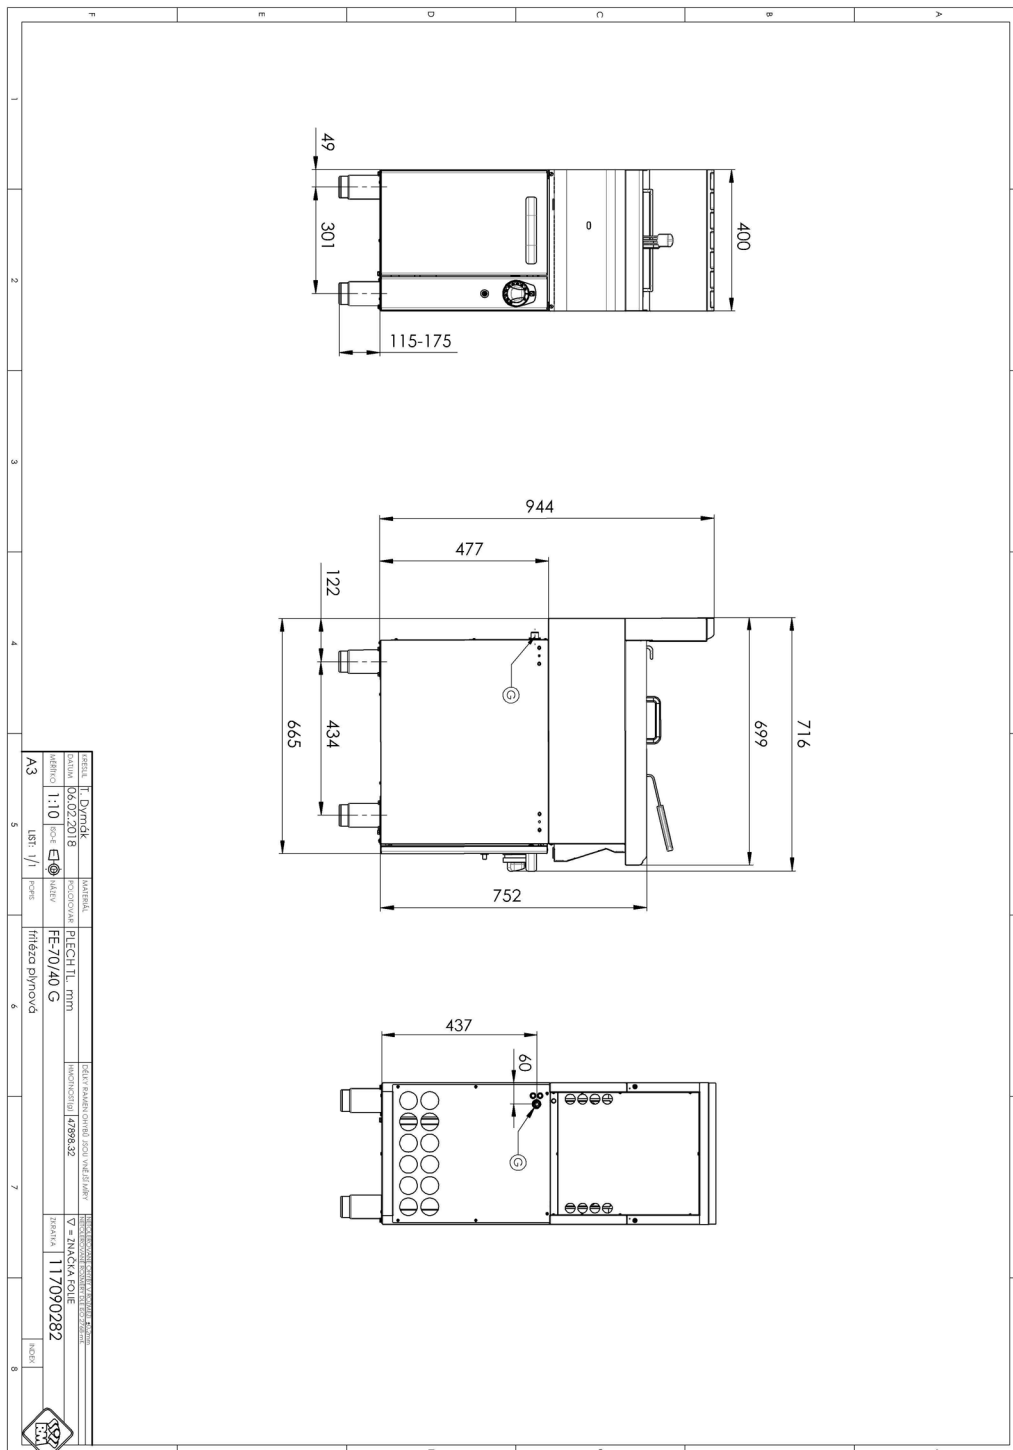 F E D C B A
1
2
3
4
5
6
7
8
49
301
400
115-175
944
477
122
434
665
699
716
G
752
437
60
G
KRESLIL T. Dymák
DATUM 06.02.2018
MĚŘÍTKO 1:10 ISO-E
A3 LIST: 1/1
MATERIÁL
POLOTOVAR PLECH TL. mm
NÁZEV FE-70/40 G
POPIS fritéza plynová
DÉLKY RAMEN OHYBŮ JSOU VNĚJŠÍ MÍRY
HMOTNOST(g) 47898.32
∇ = ZNAČKA FOLIE
ZKRATKA 117090282
INDEX